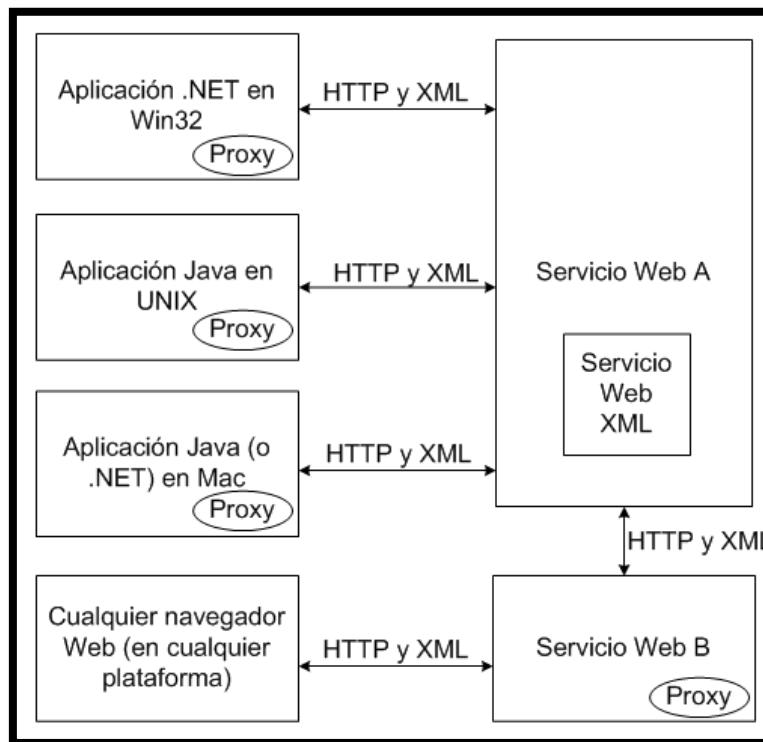 Aplicación .NET en
Win32
Proxy
HTTP y XML
Aplicación Java en
UNIX
Proxy
HTTP y XML
Servicio Web A
Servicio
Web
XML
Aplicación Java (o
.NET) en Mac
Proxy
HTTP y XML
HTTP y XML
Cualquier navegador
Web (en cualquier
plataforma)
HTTP y XML
Servicio Web B
Proxy